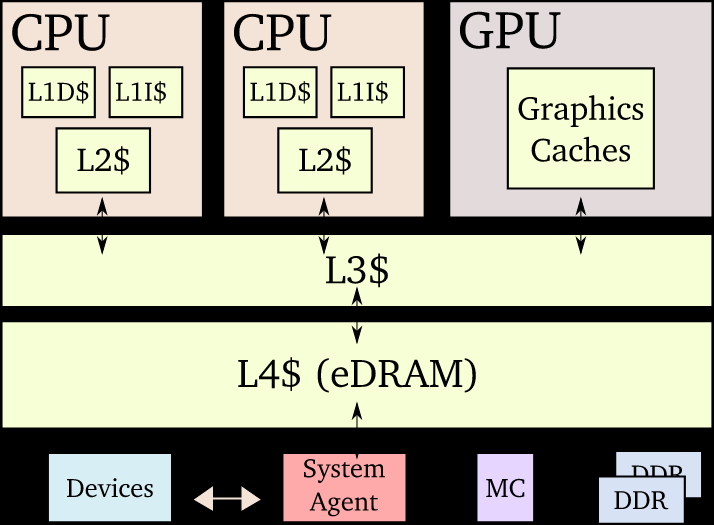 CPU
CPU
GPU
L1D$
L1I$
L1D$
L1I$
L2$
L2$
Graphics
Caches
L3$
L4$ (eDRAM)
Devices
System
Agent
MC
DDR
DDR